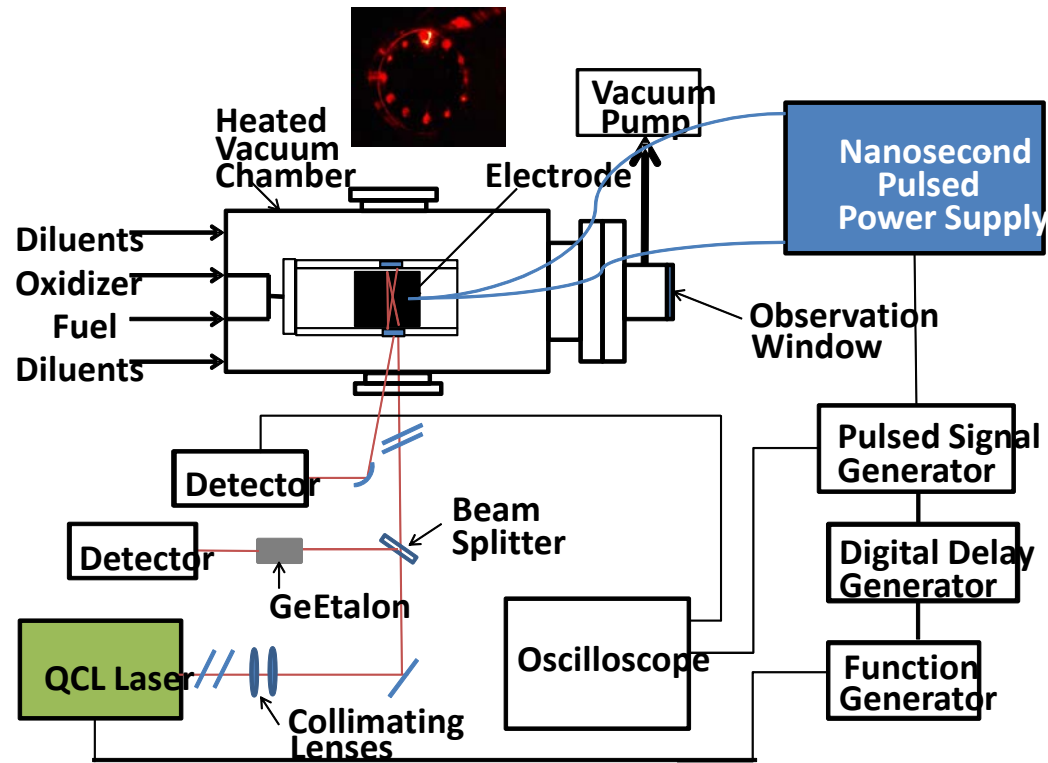 Vacuum
Pump
Heated
Vacuum
Chamber
Electrode
Nanosecond
Pulsed
Power Supply
Diluents
Oxidizer
Fuel
Diluents
Observation
Window
Pulsed Signal
Generator
Detector
Beam
Splitter
Detector
GeEtalon
Digital Delay
Generator
QCL Laser
Oscilloscope
Function
Generator
Collimating
Lenses